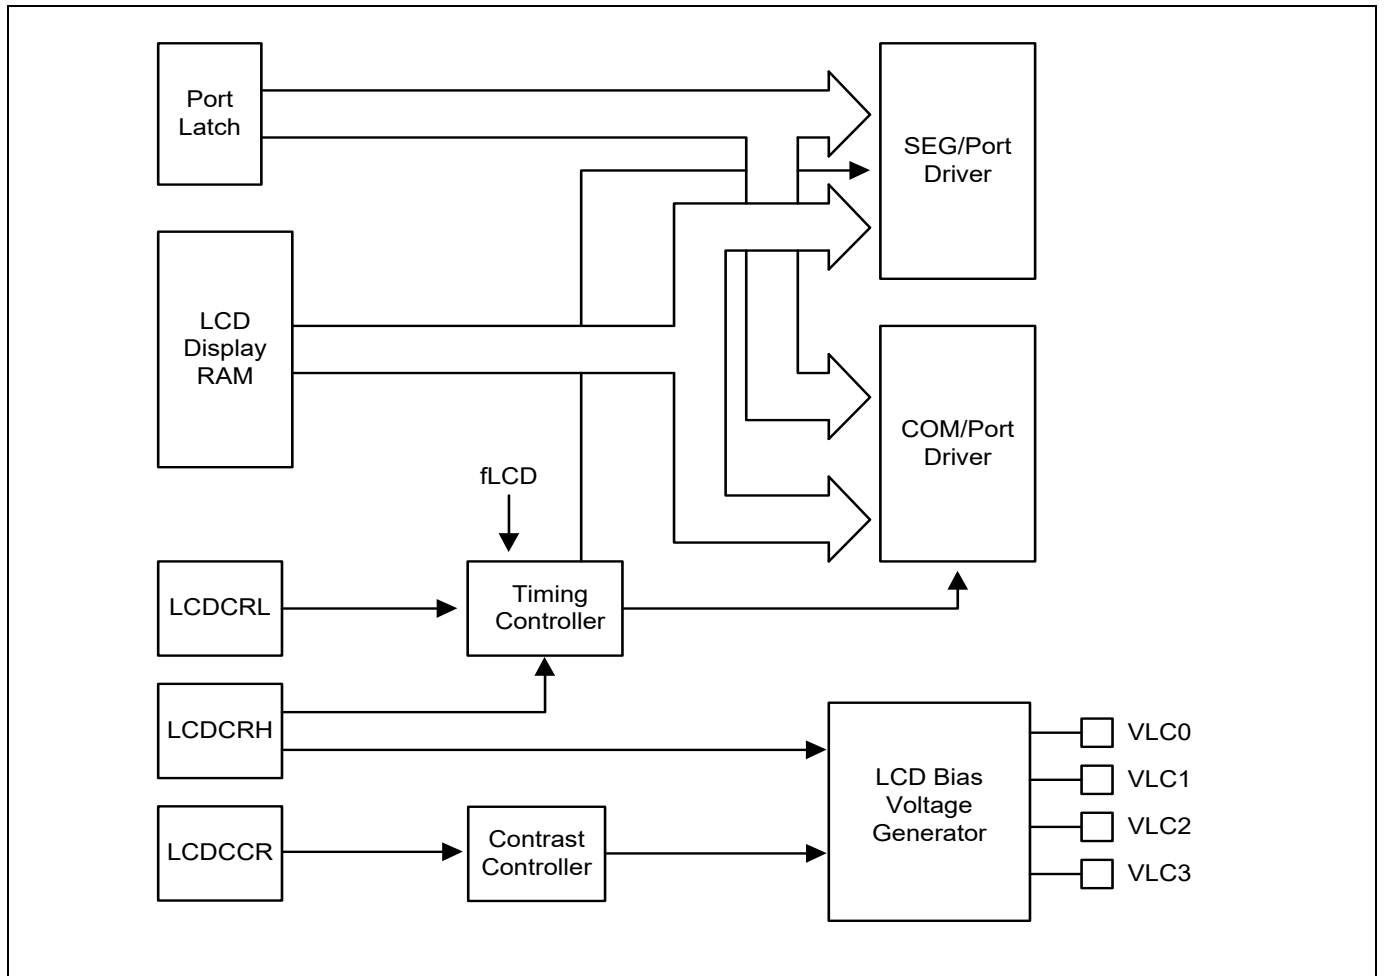 Port
Latch
SEG/Port
Driver
LCD
Display
RAM
COM/Port
Driver
fLCD
LCDCRL
Timing
Controller
LCDCRH
LCD Bias
Voltage
Generator
VLC0
VLC1
VLC2
VLC3
LCDCCR
Contrast
Controller